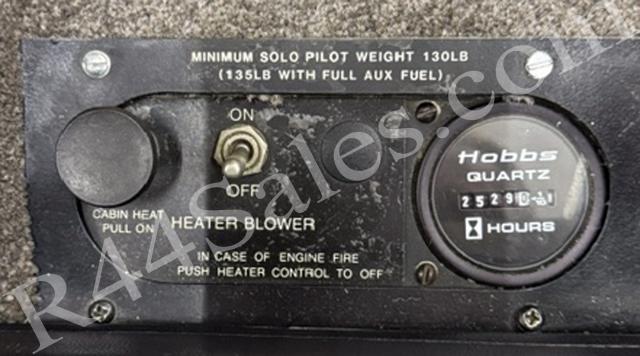 MINIMUM SOLO PILOT WEIGHT 130LB
(135LB WITH FULL AUX FUEL)
ON
OFF
CABIN HEAT
PULL ON
HEATER BLOWER
IN CASE OF ENGINE FIRE
PUSH HEATER CONTROL TO OFF
Hobbs
QUARTZ
2529
HOURS
R44Sales.com